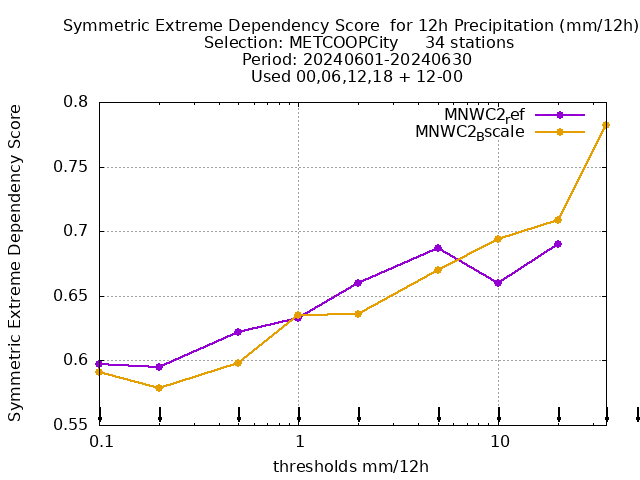 Symmetric Extreme Dependency Score  for 12h Precipitation (mm/12h)
Selection: METCOOPCity     34 stations
Period: 20240601-20240630
Used 00,06,12,18 + 12-00
MNWC2ref
MNWC2Bscale
Symmetric Extreme Dependency Score
0.8
0.75
0.7
0.65
0.6
0.55
0.1
1
10
thresholds mm/12h